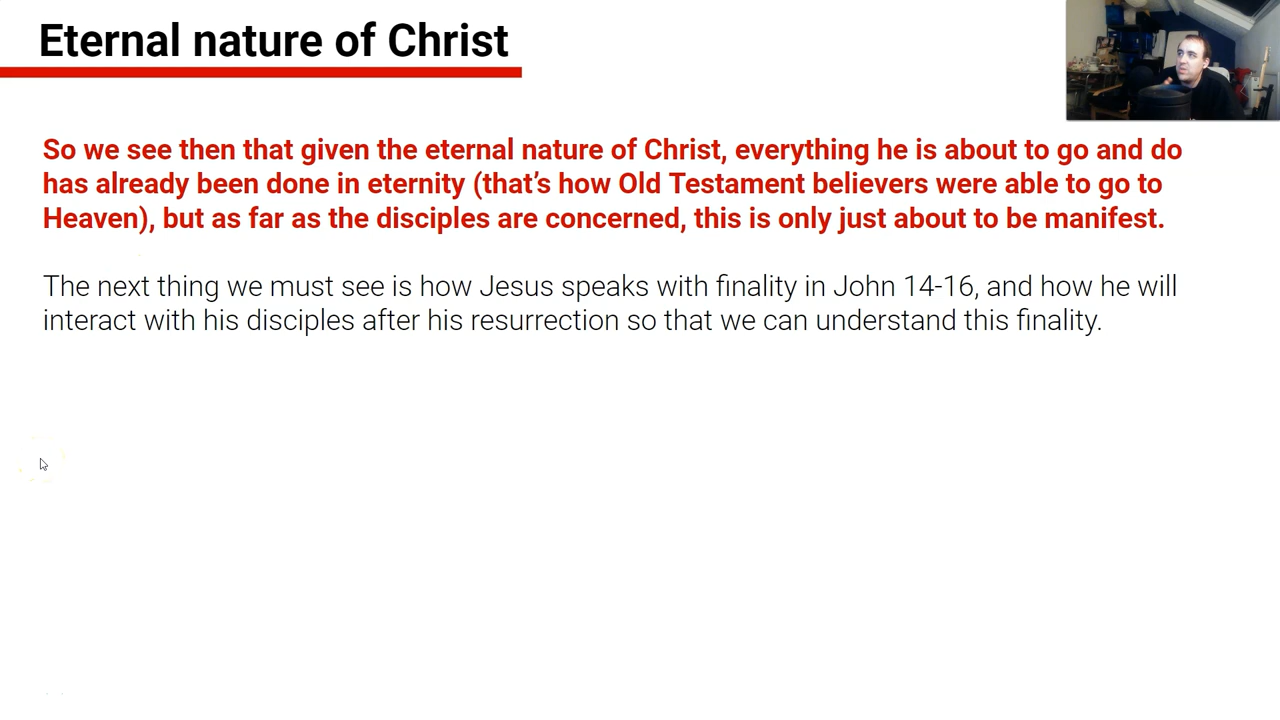 Eternal nature of Christ
So we see then that given the eternal nature of Christ, everything he is about to go and do
has already been done in eternity (that’s how Old Testament believers were able to go to
Heaven), but as far as the disciples are concerned, this is only just about to be manifest.
The next thing we must see is how Jesus speaks with finality in John 14-16, and how he will
interact with his disciples after his resurrection so that we can understand this finality.